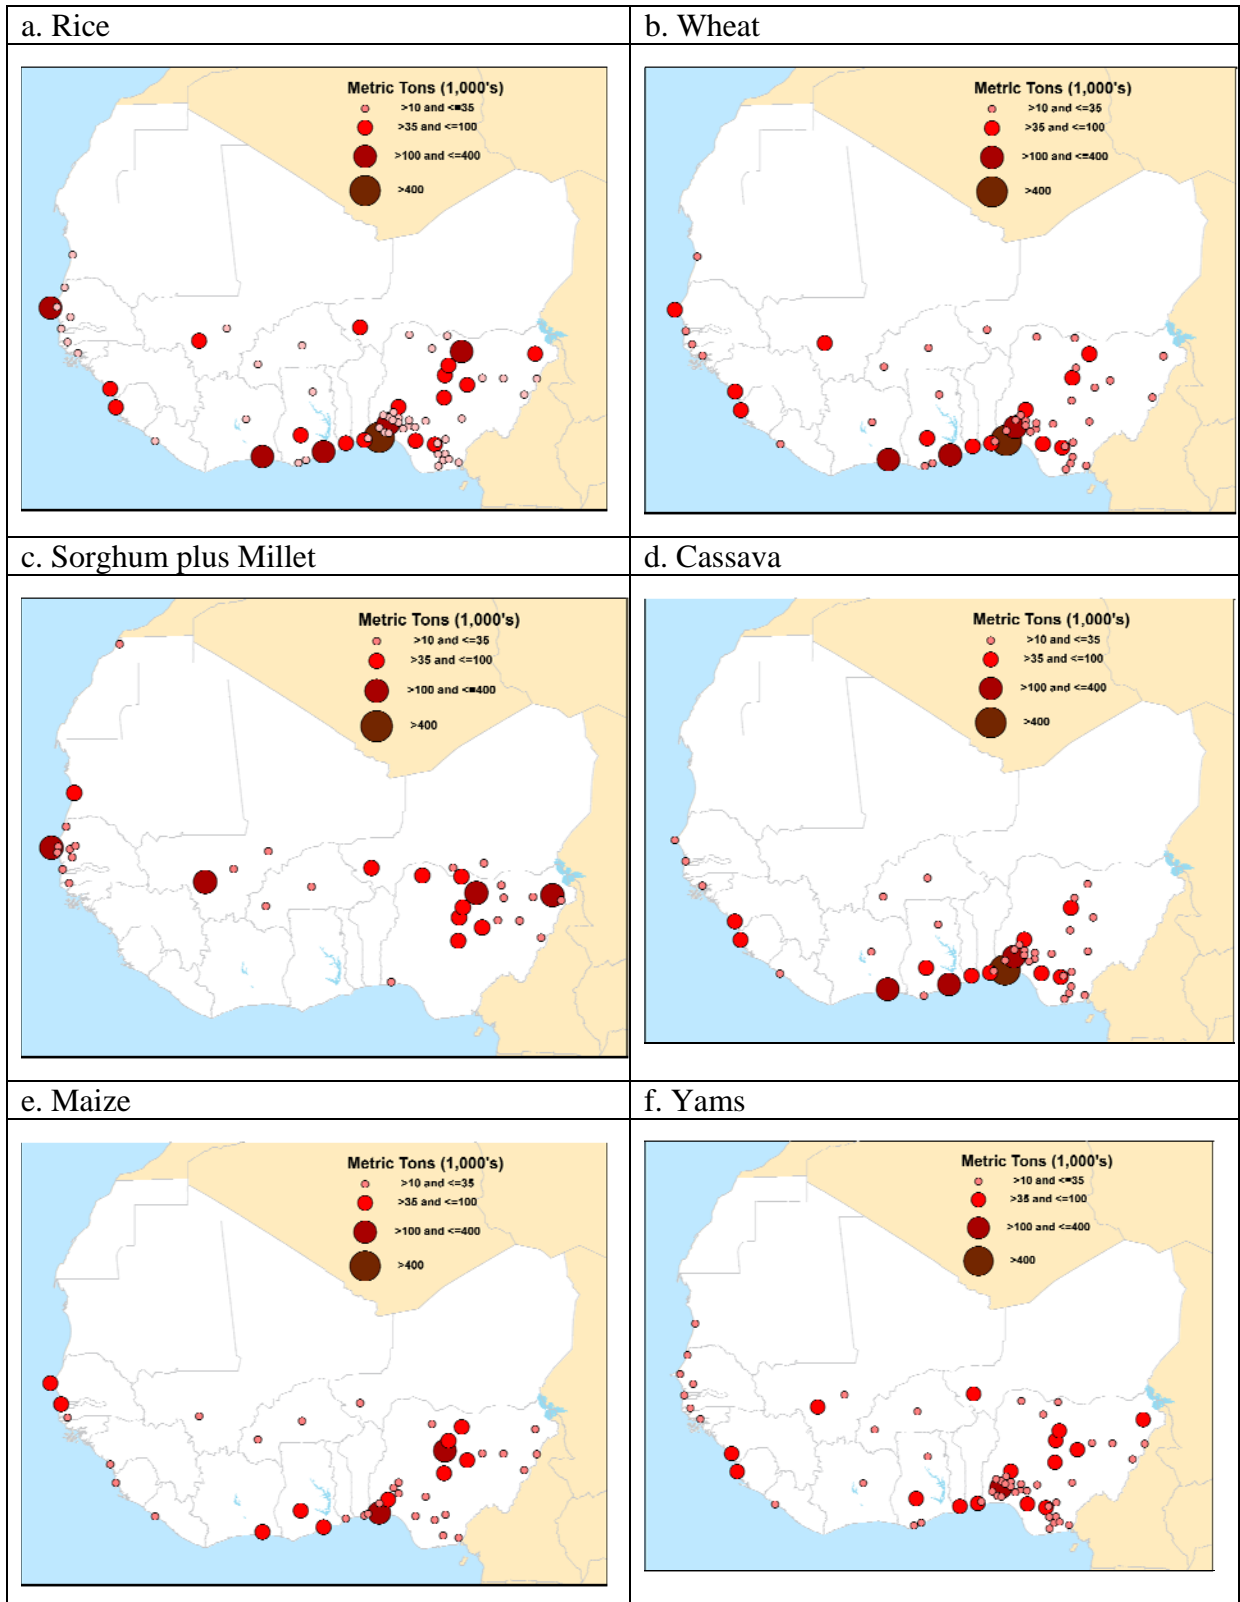 a. Rice
b. Wheat
Metric Tons (1,000's)
>10 and <=35
>35 and <=100
>100 and <=400
>400
Metric Tons (1,000's)
>10 and <=35
>35 and <=100
>100 and <=400
>400
c. Sorghum plus Millet
d. Cassava
Metric Tons (1,000's)
>10 and <=35
>35 and <=100
>100 and <=400
>400
Metric Tons (1,000's)
>10 and <=35
>35 and <=100
>100 and <=400
>400
e. Maize
f. Yams
Metric Tons (1,000's)
>10 and <=35
>35 and <=100
>100 and <=400
>400
Metric Tons (1,000's)
>10 and <=35
>35 and <=100
>100 and <=400
>400